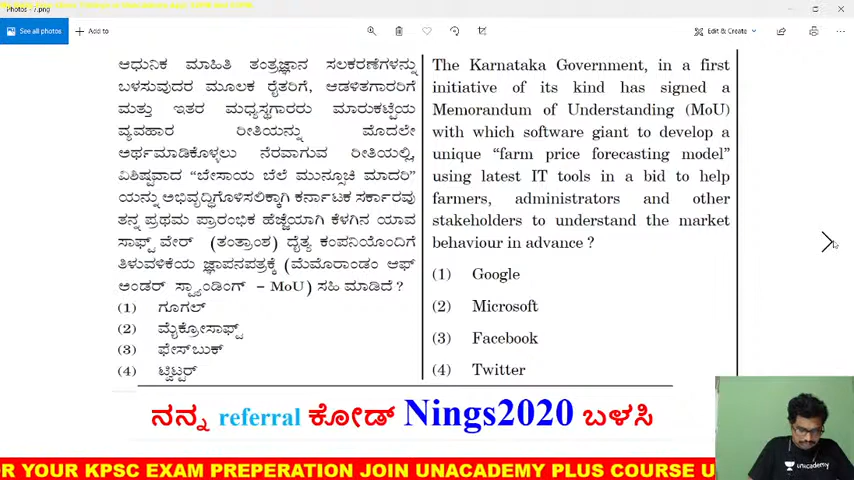 Photos - 7.png
See all photos
Add to
Edit & Create
ಆಧುನಿಕ ಮಾಹಿತಿ ತಂತ್ರಜ್ಞಾನ ಸಲಕರಣೆಗಳನ್ನು
ಬಳಸುವುದರ ಮೂಲಕ ರೈತರಿಗೆ, ಆಡಳಿತಗಾರರಿಗೆ
ಮತ್ತು ಇತರ ಮಧ್ಯಸ್ಥಗಾರರು ಮಾರುಕಟ್ಟೆಯ
ವ್ಯವಹಾರ ರೀತಿಯನ್ನು ಮೊದಲೇ
ಅರ್ಥಮಾಡಿಕೊಳ್ಳಲು ನೆರವಾಗುವ ರೀತಿಯಲ್ಲಿ,
ವಿಶಿಷ್ಟವಾದ "ಬೇಸಾಯ ಬೆಲೆ ಮುನ್ಸೂಚಿ ಮಾದರಿ"
ಯನ್ನು ಅಭಿವೃದ್ಧಿಗೊಳಿಸಲಿಕ್ಕಾಗಿ ಕರ್ನಾಟಕ ಸರ್ಕಾರವು
ತನ್ನ ಪ್ರಥಮ ಪ್ರಾರಂಭಿಕ ಹೆಜ್ಜೆಯಾಗಿ ಕೆಳಗಿನ ಯಾವ
ಸಾಫ್ಟ್ ವೇರ್ (ತಂತ್ರಾಂಶ) ದೈತ್ಯ ಕಂಪನಿಯೊಂದಿಗೆ
ತಿಳುವಳಿಕೆಯ ಜ್ಞಾಪನಪತ್ರಕ್ಕೆ (ಮೆಮೊರಾಂಡಂ ಆಫ್
ಅಂಡರ್ ಸ್ಟ್ಯಾಂಡಿಂಗ್ – MoU) ಸಹಿ ಮಾಡಿದೆ ?
(1) ಗೂಗಲ್
(2) ಮೈಕ್ರೋಸಾಫ್ಟ್
(3) ಫೇಸ್‌ಬುಕ್
(4) ಟ್ವಿಟ್ಟರ್
The Karnataka Government, in a first
initiative of its kind has signed a
Memorandum of Understanding (MoU)
with which software giant to develop a
unique “farm price forecasting model”
using latest IT tools in a bid to help
farmers, administrators and other
stakeholders to understand the market
behaviour in advance ?
(1) Google
(2) Microsoft
(3) Facebook
(4) Twitter
ನನ್ನ referral ಕೋಡ್ Nings2020 ಬಳಸಿ
unacademy
OR YOUR KPSC EXAM PREPERATION JOIN UNACADEMY PLUS COURSE U